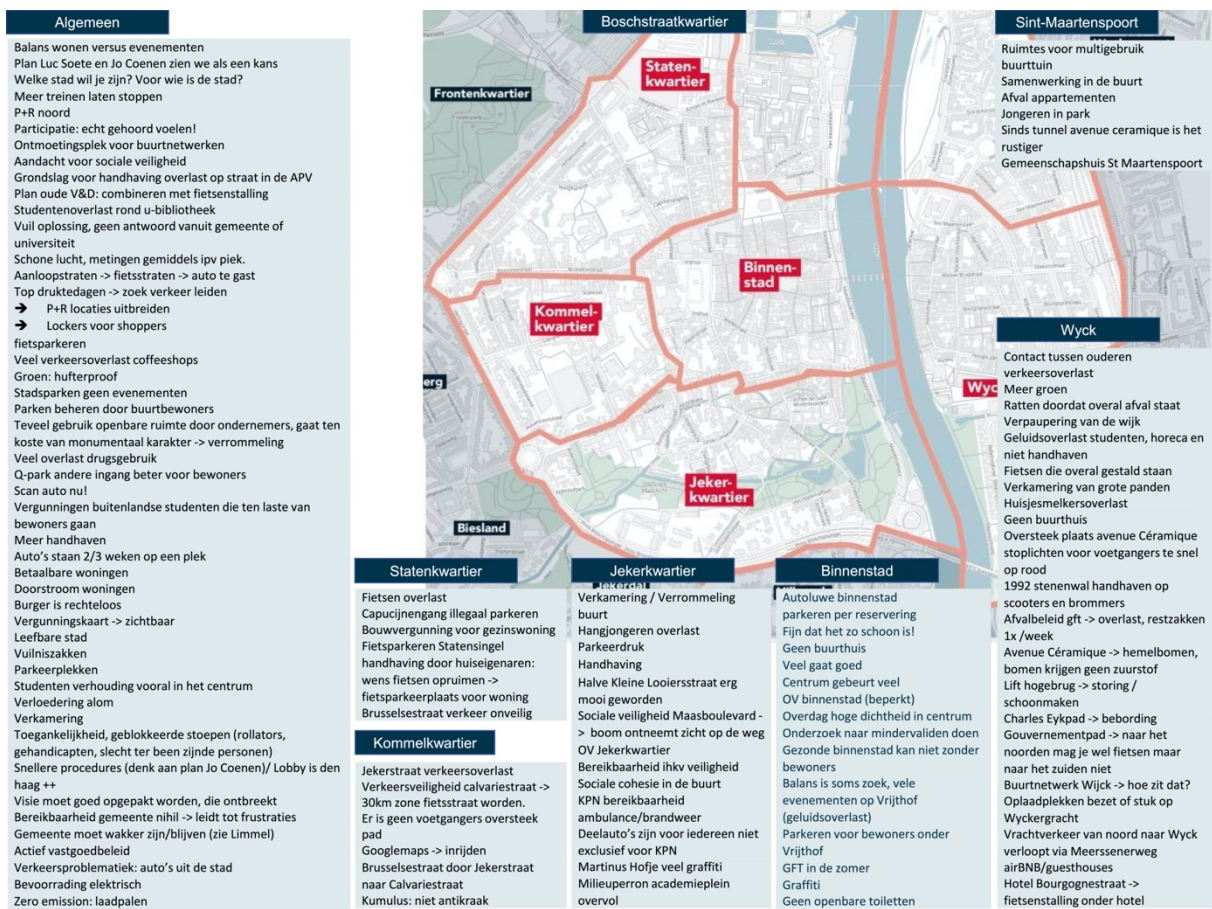 Algemeen
Balans wonen versus evenementen
Plan Luc Soete en Jo Coenen zien we als een kans
Welke stad wil je zijn? Voor wie is de stad?
Meer treinen laten stoppen
P+R noord
Participatie: echt gehoord voelen!
Ontmoetingsplek voor buurtnetwerken
Aandacht voor sociale veiligheid
Grondslag voor handhaving overlast op straat in de APV
Plan oude V&D: combineren met fietsenstalling
Studentenoverlast rond u-bibliotheek
Vuil oplossing, geen antwoord vanuit gemeente of
universiteit
Schone lucht, metingen gemiddels ipv piek.
Aanloopstraten -> fietsstraten -> auto te gast
Top druktedagen -> zoek verkeer leiden
➔ P+R locaties uitbreiden
➔ Lockers voor shoppers
fietsparkeren
Veel verkeersoverlast coffeeshops
Groen: hufterproof
Stadsparken geen evenementen
Parken beheren door buurtbewoners
Teveel gebruik openbare ruimte door ondernemers, gaat ten
koste van monumentaal karakter -> verrommeling
Veel overlast drugsgebruik
Q-park andere ingang beter voor bewoners
Scan auto nu!
Vergunningen buitenlandse studenten die ten laste van
bewoners gaan
Meer handhaven
Auto's staan 2/3 weken op een plek
Betaalbare woningen
Doorstroom woningen
Burger is rechteloos
Vergunningskaart -> zichtbaar
Leefbare stad
Vuilniszakken
Parkeerplekken
Studenten verhouding vooral in het centrum
Verloedering alom
Verkamering
Toegankelijkheid, geblokkeerde stoepen (rollators,
gehandicapten, slecht ter been zijnde personen)
Snellere procedures (denk aan plan Jo Coenen)/ Lobby is den
haag ++
Visie moet goed opgepakt worden, die ontbreekt
Bereikbaarheid gemeente nihil -> leidt tot frustraties
Gemeente moet wakker zijn/blijven (zie Limmel)
Actief vastgoedbeleid
Verkeersproblematiek: auto's uit de stad
Bevoorrading elektrisch
Zero emission: laadpalen
Boschstraatkwartier
Staten-
kwartier
Frontenkwartier
Binnen-
stad
Kommel-
kwartier
erg
Wyc
Jeker-
kwartier
Biesland
Jekerdal
Sint-Maartenspoort
Ruimtes voor multigebruik
buurttuin
Samenwerking in de buurt
Afval appartementen
Jongeren in park
Sinds tunnel avenue ceramique is het
rustiger
Gemeenschapshuis St Maartenspoort
Wyck
Contact tussen ouderen
verkeersoverlast
Meer groen
Ratten doordat overal afval staat
Verpaupering van de wijk
Geluidsoverlast studenten, horeca en
niet handhaven
Fietsen die overal gestald staan
Verkamering van grote panden
Huisjesmelkersoverlast
Geen buurthuis
Oversteek plaats avenue Céramique
stoplichten voor voetgangers te snel
op rood
1992 stenenwal handhaven op
scooters en brommers
Afvalbeleid gft -> overlast, restzakken
1x /week
Avenue Céramique -> hemelbomen,
bomen krijgen geen zuurstof
Lift hogebrug -> storing /
schoonmaken
Charles Eykpad -> bebording
Gouvernementpad -> naar het
noorden mag je wel fietsen maar
naar het zuiden niet
Buurtnetwerk Wijck -> hoe zit dat?
Oplaadplekken bezet of stuk op
Wyckergracht
Vrachtverkeer van noord naar Wyck
verloopt via Meerssenerweg
airBNB/guesthouses
Hotel Bourgognestraat ->
fietsenstalling onder hotel
Statenkwartier
Fietsen overlast
Capucijnengang illegaal parkeren
Bouwvergunning voor gezinswoning
Fietsparkeren Statensingel
handhaving door huiseigenaren:
wens fietsen opruimen ->
fietsparkeerplaats voor woning
Brusselsestraat verkeer onveilig
Kommelkwartier
Jekerstraat verkeersoverlast
Verkeersveiligheid calvariestraat ->
30km zone fietsstraat worden.
Er is geen voetgangers oversteek
pad
Googlemaps -> inrijden
Brusselsestraat door Jekerstraat
naar Calvariestraat
Kumulus: niet antikraak
Jekerkwartier
Verkamering / Verrommeling
buurt
Hangjongeren overlast
Parkeerdruk
Handhaving
Halve Kleine Looiersstraat erg
mooi geworden
Sociale veiligheid Maasboulevard -
> boom ontneemt zicht op de weg
OV Jekerkwartier
Bereikbaarheid ihkv veiligheid
Sociale cohesie in de buurt
KPN bereikbaarheid
ambulance/brandweer
Deelauto's zijn voor iedereen niet
exclusief voor KPN
Martinus Hofje veel graffiti
Milieuperron academieplein
overvol
Binnenstad
Autoluwe binnenstad
parkeren per reservering
Fijn dat het zo schoon is!
Geen buurthuis
Veel gaat goed
Centrum gebeurt veel
OV binnenstad (beperkt)
Overdag hoge dichtheid in centrum
Onderzoek naar mindervaliden doen
Gezonde binnenstad kan niet zonder
bewoners
Balans is soms zoek, vele
evenementen op Vrijthof
(geluidsoverlast)
Parkeren voor bewoners onder
Vrijthof
GFT in de zomer
Graffiti
Geen openbare toiletten